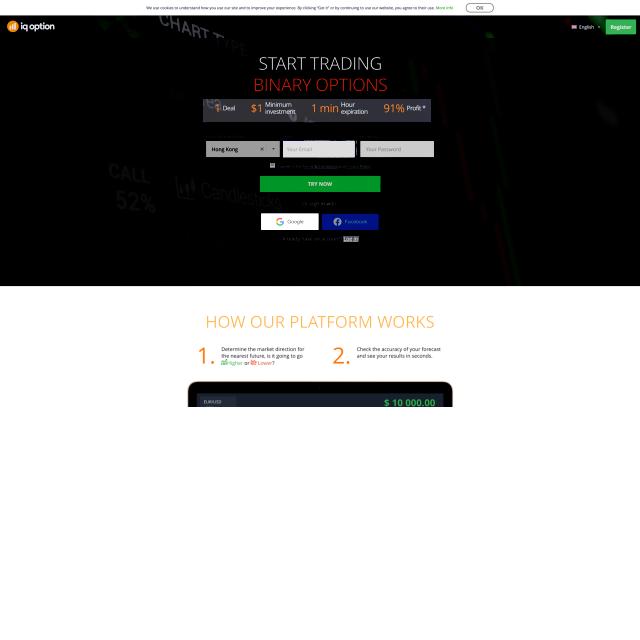 We use cookies to understand how you use our site and to improve your experience. By clicking "Got it" or by continuing to use our website, you agree to their use. More info
OK
iq option
English
Register
CHART TYPE
START TRADING
BINARY OPTIONS
1 Deal
$1 Minimum investment
1 min Hour expiration
91% Profit *
Hong Kong
Your Email
Your Password
CALL
52%
Candlesticks
TRY NOW
Google
Facebook
Log In
HOW OUR PLATFORM WORKS
1. Determine the market direction for
the nearest future, is it going to go
Higher or Lower?
2. Check the accuracy of your forecast
and see your results in seconds.
EUR/USD
$ 10 000.00